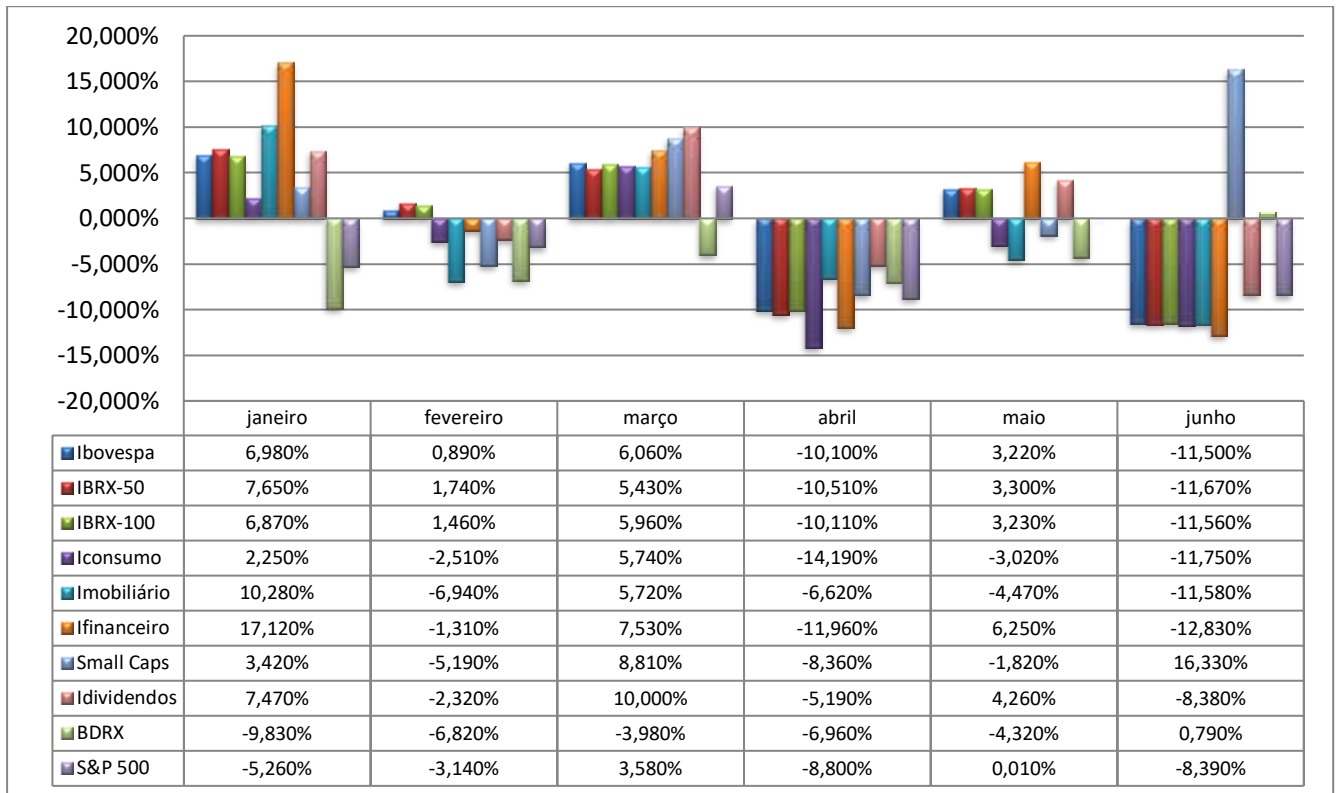 20,000%
15,000%
10,000%
5,000%
0,000%
-5,000%
-10,000%
-15,000%
-20,000%
janeiro fevereiro março abril maio junho
Ibovespa 6,980% 0,890% 6,060% -10,100% 3,220% -11,500%
IBRX-50 7,650% 1,740% 5,430% -10,510% 3,300% -11,670%
IBRX-100 6,870% 1,460% 5,960% -10,110% 3,230% -11,560%
Iconsumo 2,250% -2,510% 5,740% -14,190% -3,020% -11,750%
Imobiliário 10,280% -6,940% 5,720% -6,620% -4,470% -11,580%
Ifinanceiro 17,120% -1,310% 7,530% -11,960% 6,250% -12,830%
Small Caps 3,420% -5,190% 8,810% -8,360% -1,820% 16,330%
Idividendos 7,470% -2,320% 10,000% -5,190% 4,260% -8,380%
BDRX -9,830% -6,820% -3,980% -6,960% -4,320% 0,790%
S&P 500 -5,260% -3,140% 3,580% -8,800% 0,010% -8,390%